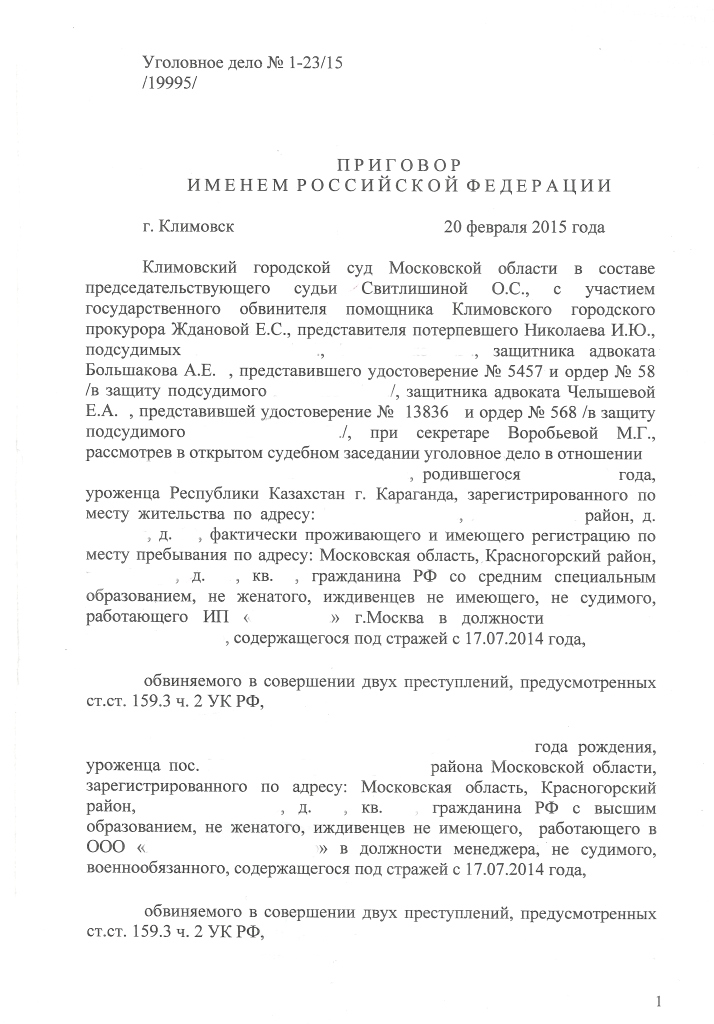 Уголовное дело № 1-23/15
/19995/
П Р И Г О В О Р
И М Е Н Е М Р О С С И Й С К О Й Ф Е Д Е Р А Ц И И
г. Климовск 20 февраля 2015 года
Климовский городской суд Московской области в составе
председательствующего судьи Свитлишиной О.С., с участием
государственного обвинителя помощника Климовского городского
прокурора Ждановой Е.С., представителя потерпевшего Николаева И.Ю.,
подсудимых ., , защитника адвоката
Большакова А.Е. , представившего удостоверение № 5457 и ордер № 58
/в защиту подсудимого /, защитника адвоката Челышевой
Е.А. , представившей удостоверение № 13836 и ордер № 568 /в защиту
подсудимого ./, при секретаре Воробьевой М.Г.,
рассмотрев в открытом судебном заседании уголовное дело в отношении
, родившегося года,
уроженца Республики Казахстан г. Караганда, зарегистрированного по
месту жительства по адресу: , район, д.
, д. , фактически проживающего и имеющего регистрацию по
месту пребывания по адресу: Московская область, Красногорский район,
, д. , кв. , гражданина РФ со средним специальным
образованием, не женатого, иждивенцев не имеющего, не судимого,
работающего ИП « » г.Москва в должности
, содержащегося под стражей с 17.07.2014 года,
обвиняемого в совершении двух преступлений, предусмотренных
ст.ст. 159.3 ч. 2 УК РФ,
года рождения,
уроженца пос. района Московской области,
зарегистрированного по адресу: Московская область, Красногорский
район, , д. , кв. гражданина РФ с высшим
образованием, не женатого, иждивенцев не имеющего, работающего в
ООО « » в должности менеджера, не судимого,
военнообязанного, содержащегося под стражей с 17.07.2014 года,
обвиняемого в совершении двух преступлений, предусмотренных
ст.ст. 159.3 ч. 2 УК РФ,
1